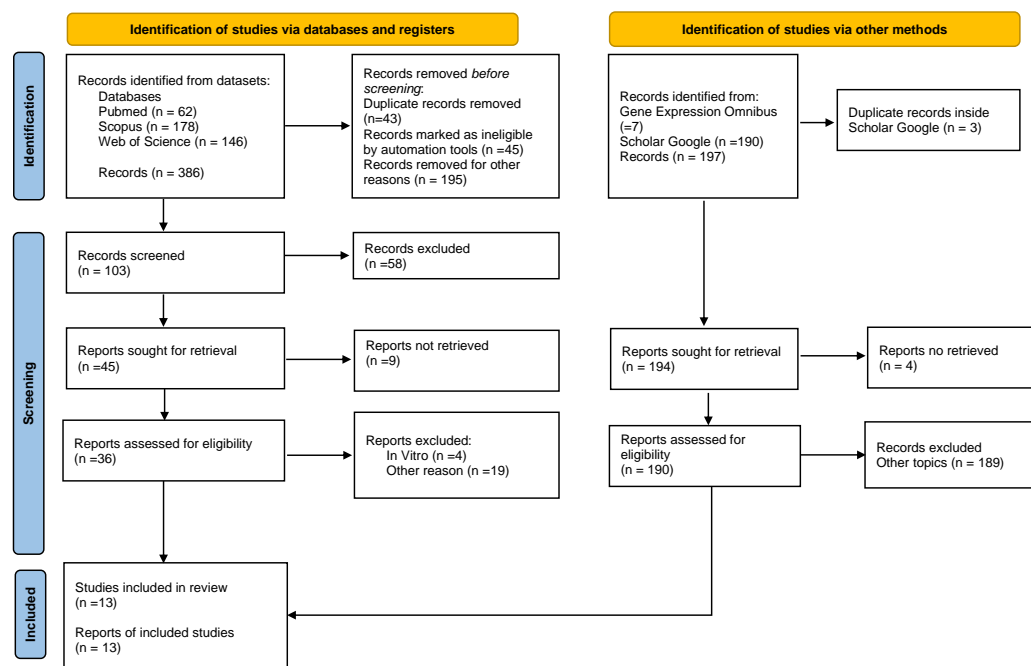 Identification of studies via databases and registers
Identification of studies via other methods
Identification
Records identified from datasets:
Databases
Pubmed (n = 62)
Scopus (n = 178)
Web of Science (n = 146)
Records (n = 386)
Records removed before
screening:
Duplicate records removed
(n=43)
Records marked as ineligible
by automation tools (n =45)
Records removed for other
reasons (n = 195)
Records identified from:
Gene Expression Omnibus
(=7)
Scholar Google (=190)
Records (n = 197)
Duplicate records inside
Scholar Google (n = 3)
Screening
Records screened
(n = 103)
Records excluded
(n =58)
Reports sought for retrieval
(n =45)
Reports not retrieved
(n =9)
Reports sought for retrieval
(n = 194)
Reports no retrieved
(n = 4)
Reports assessed for eligibility
(n =36)
Reports excluded:
In Vitro (n =4)
Other reason (n =19)
Reports assessed for
eligibility
(n = 190)
Records excluded
Other topics (n = 189)
Included
Studies included in review
(n =13)
Reports of included studies
(n = 13)